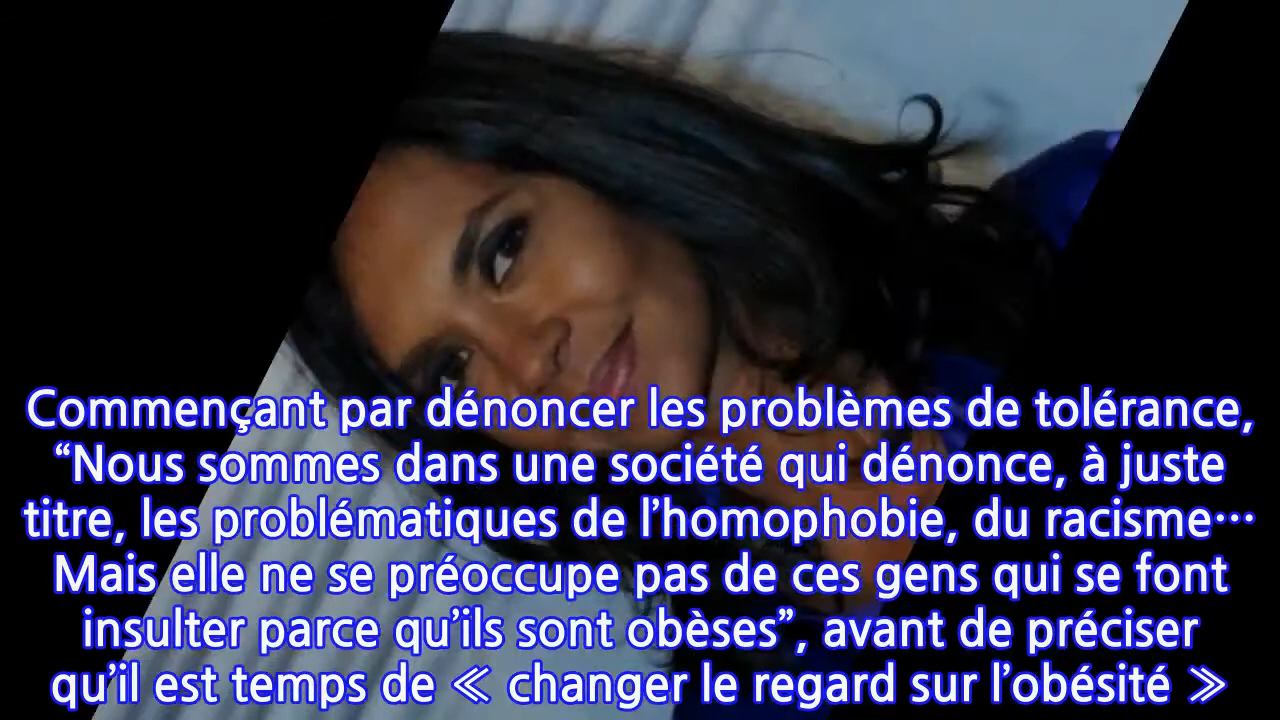 Commençant par dénoncer les problèmes de tolérance,
“Nous sommes dans une société qui dénonce, à juste
titre, les problématiques de l’homophobie, du racisme…
Mais elle ne se préoccupe pas de ces gens qui se font
insulter parce qu’ils sont obèses”, avant de préciser
qu’il est temps de ≪ changer le regard sur l’obésité ≫